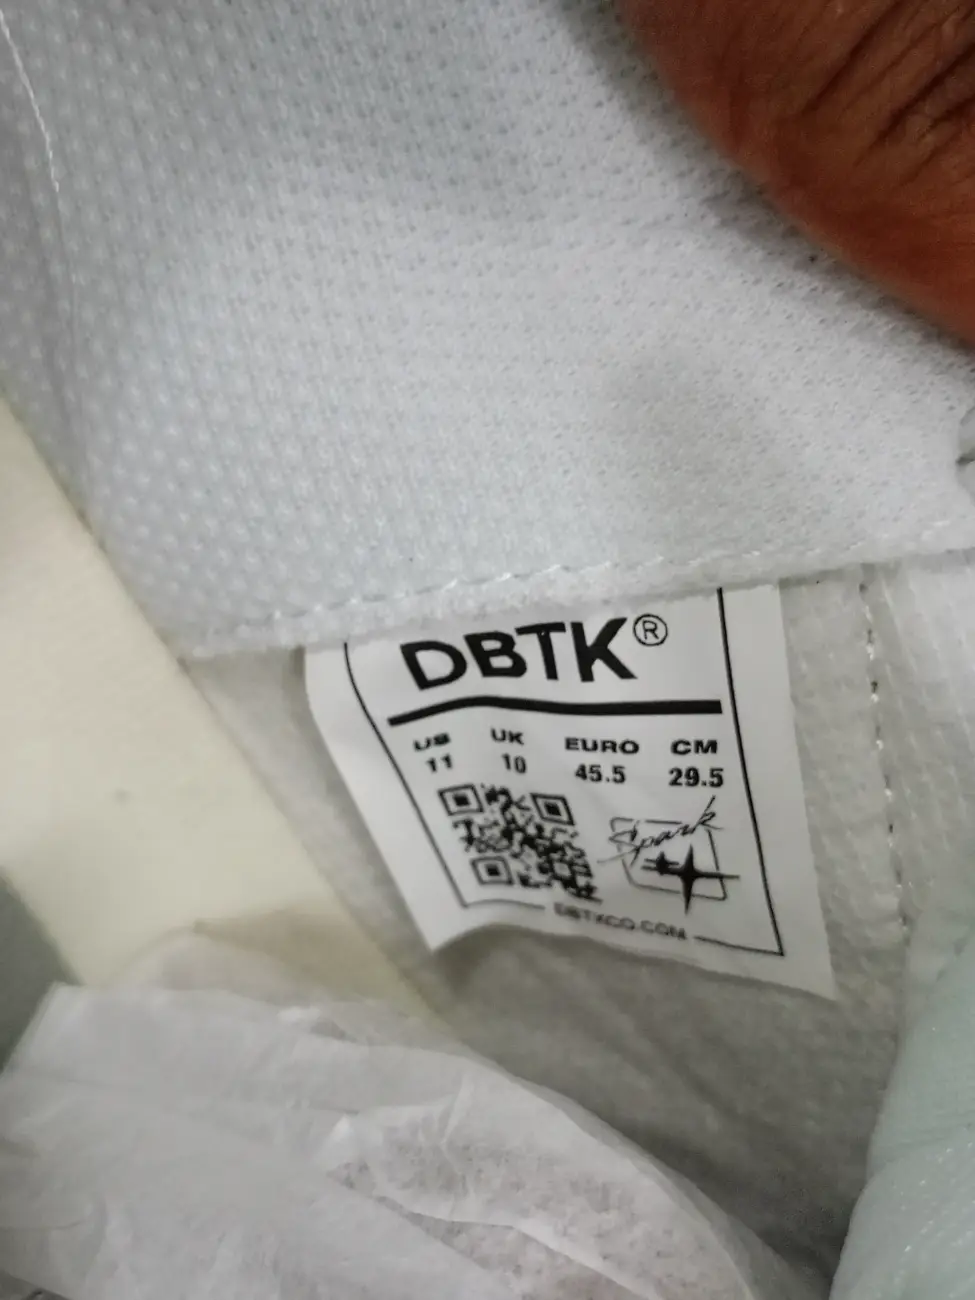 DBTK®
US UK EURO CM
11 10 45.5 29.5
Spark
DBTKCO.COM